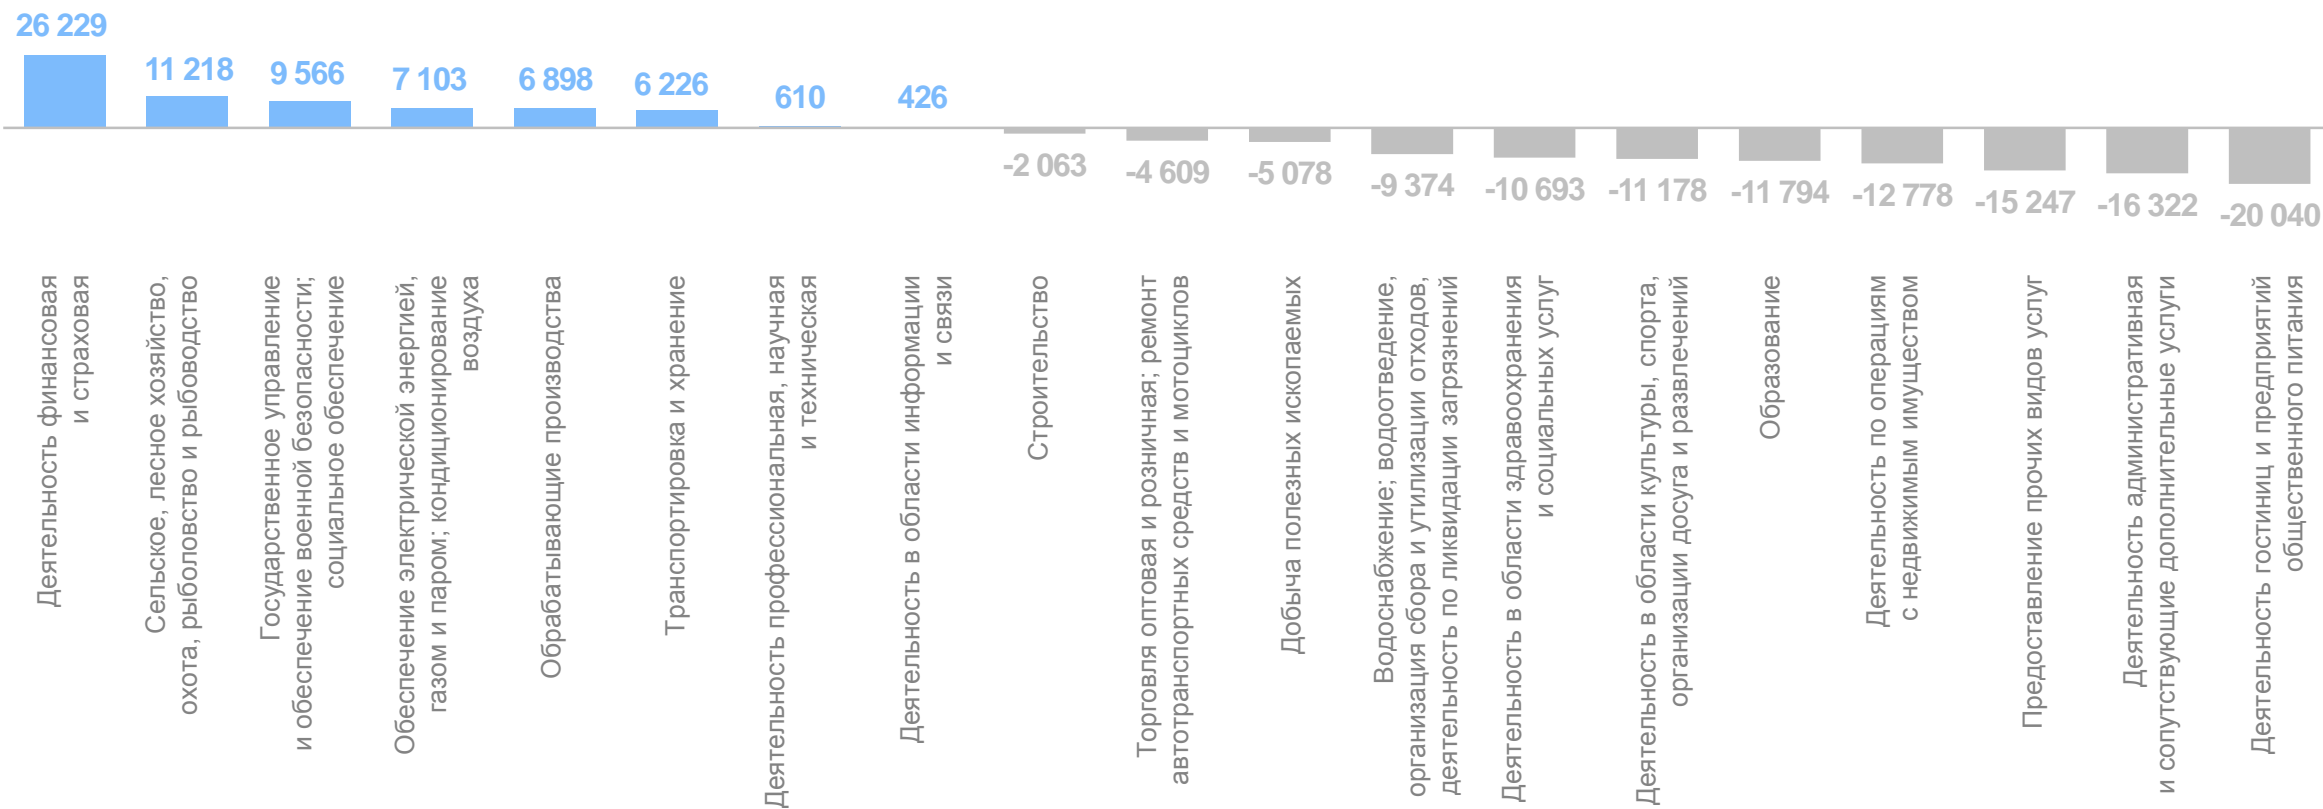 26 229
11 218
9 566
7 103
6 898
6 226
610
426
-2 063
-4 609
-5 078
-9 374
-10 693
-11 178
-11 794
-12 778
-15 247
-16 322
-20 040
Деятельность финансовая
и страховая
Сельское, лесное хозяйство,
охота, рыболовство и рыбоводство
Государственное управление
и обеспечение военной безопасности;
социальное обеспечение
Обеспечение электрической энергией,
газом и паром; кондиционирование
воздуха
Обрабатывающие производства
Транспортировка и хранение
Деятельность профессиональная, научная
и техническая
Деятельность в области информации
и связи
Строительство
Торговля оптовая и розничная; ремонт
автотранспортных средств и мотоциклов
Добыча полезных ископаемых
Водоснабжение; водоотведение,
организация сбора и утилизации отходов,
деятельность по ликвидации загрязнений
Деятельность в области здравоохранения
и социальных услуг
Деятельность в области культуры, спорта,
организации досуга и развлечений
Образование
Деятельность по операциям
с недвижимым имуществом
Предоставление прочих видов услуг
Деятельность административная
и сопутствующие дополнительные услуги
Деятельность гостиниц и предприятий
общественного питания